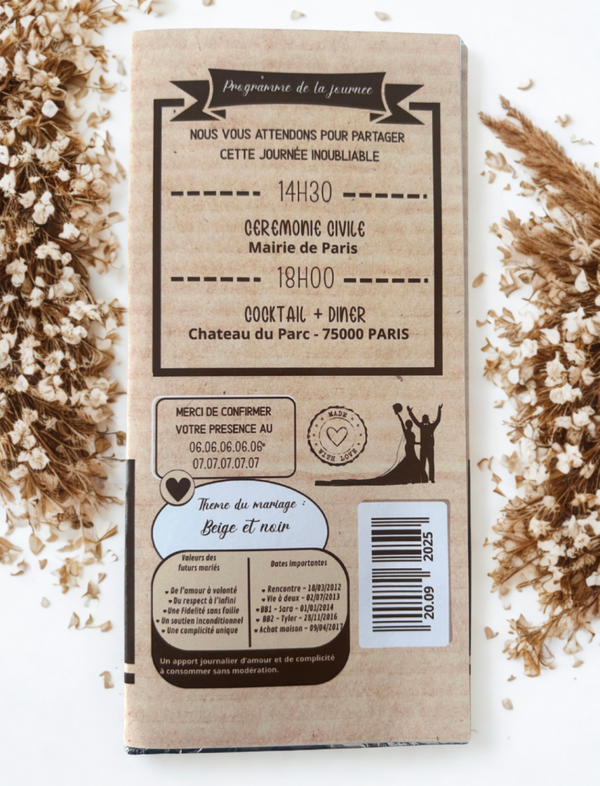 Programme de la journee
NOUS VOUS ATTENDONS POUR PARTAGER
CETTE JOURNÉE INOUBLIABLE
14H30
CEREMONIE CIVILE
Mairie de Paris
18H00
COCKTAIL + DINER
Chateau du Parc - 75000 PARIS
MERCI DE CONFIRMER
VOTRE PRESENCE AU
06.06.06.06.06
07.07.07.07.07
MADE
WITH LOVE
Theme du mariage :
Beige et noir
Valeurs des
futurs mariés
De l'amour à volonté
Du respect à l'infini
Une Fidelité sans faille
Un soutien inconditionnel
Une complicité unique
Dates importantes
Rencontre - 18/03/2012
Vie à deux - 02/07/2013
BB1 - Sara - 01/01/2014
BB2 - Tyler - 28/11/2016
Achat maison - 09/04/2017
Un apport journalier d'amour et de complicité
à consommer sans modération.
20.09 2025